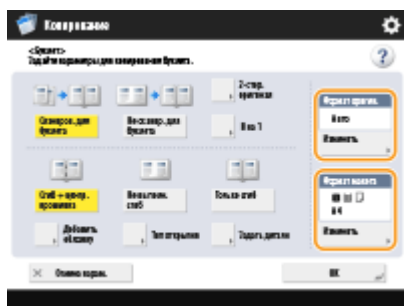 Копирование
<Буклет>
Задайте параметры для копирования буклета.
?
2-стор.
оригинал
Сканиров. для
буклета
Не сканир. для
буклета
N на 1
Формат оригин.
Авто
Изменить
Сгиб + центр.
прошивка
Не выполн.
сгиб
Только сгиб
Формат макета
A4
Изменить
Добавить
обложку
Тип открытия
Задать детали
Отмена парам.
OK